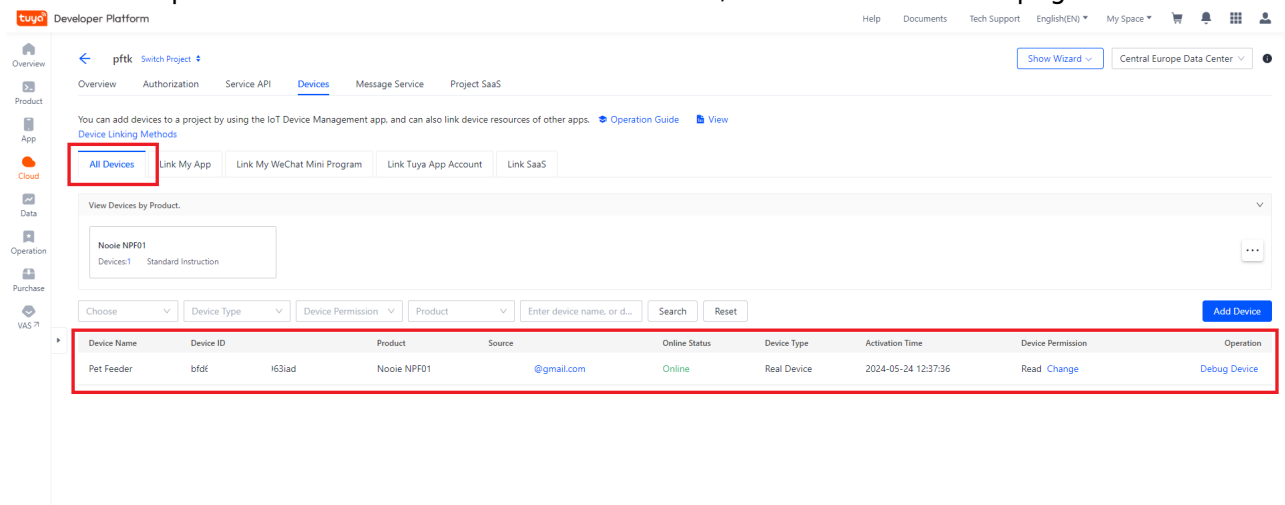 tuya Developer Platform
Help Documents Tech Support English(EN) My Space
Overview
Product
App
Cloud
Data
Operation
Purchase
VAS
pftk Switch Project
Show Wizard
Central Europe Data Center
Overview Authorization Service API Devices Message Service Project SaaS
You can add devices to a project by using the IoT Device Management app, and can also link device resources of other apps. Operation Guide View
Device Linking Methods
All Devices Link My App Link My WeChat Mini Program Link Tuya App Account Link SaaS
View Devices by Product.
Nooie NPF01
Devices:1 Standard Instruction
...
Choose Device Type Device Permission Product Enter device name, or d... Search Reset Add Device
Device Name Device ID Product Source Online Status Device Type Activation Time Device Permission Operation
Pet Feeder bfd 63iad Nooie NPF01 @gmail.com Online Real Device 2024-05-24 12:37:36 Read Change Debug Device